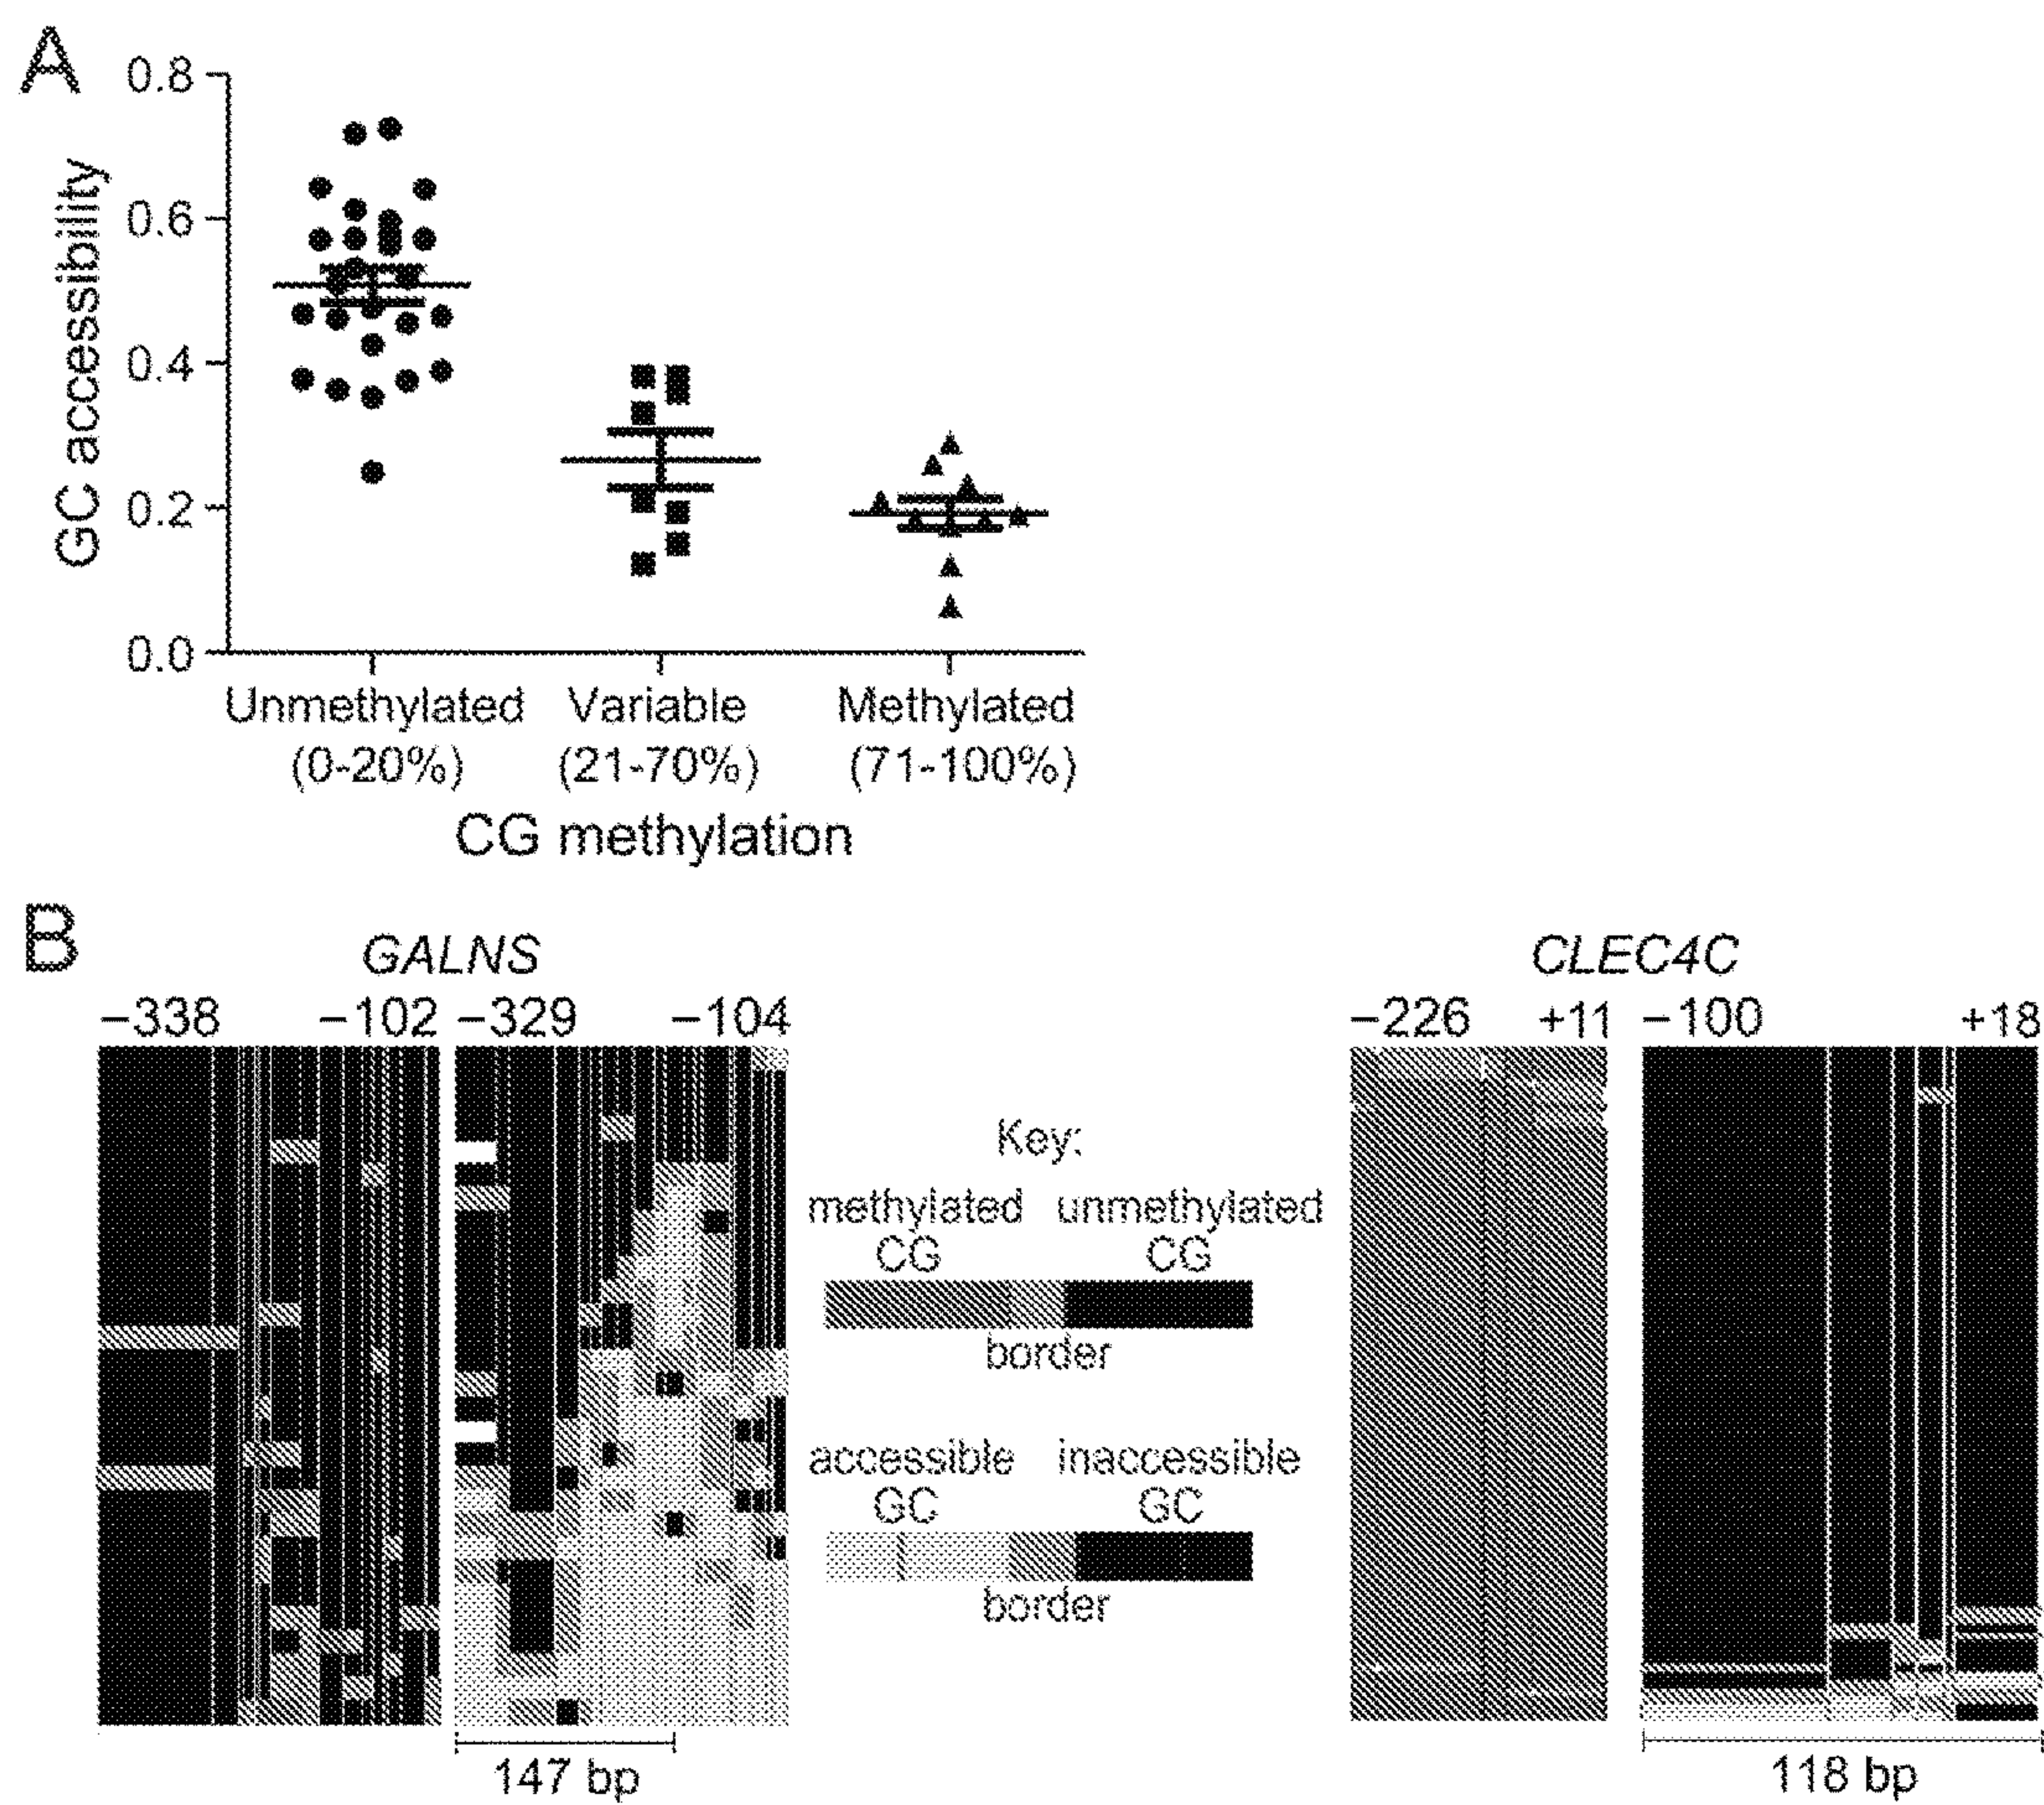 A
0.8
0.6
0.4
0.2
0.0
GC accessibility
Unmethylated Variable Methylated
(0-20%) (21-70%) (71-100%)
CG methylation
B
GALNS
−338 −102 −329 −104
147 bp
Key:
methylated unmethylated
CG CG
border
accessible inaccessible
GC GC
border
CLEC4C
−226 +11 −100 +18
118 bp